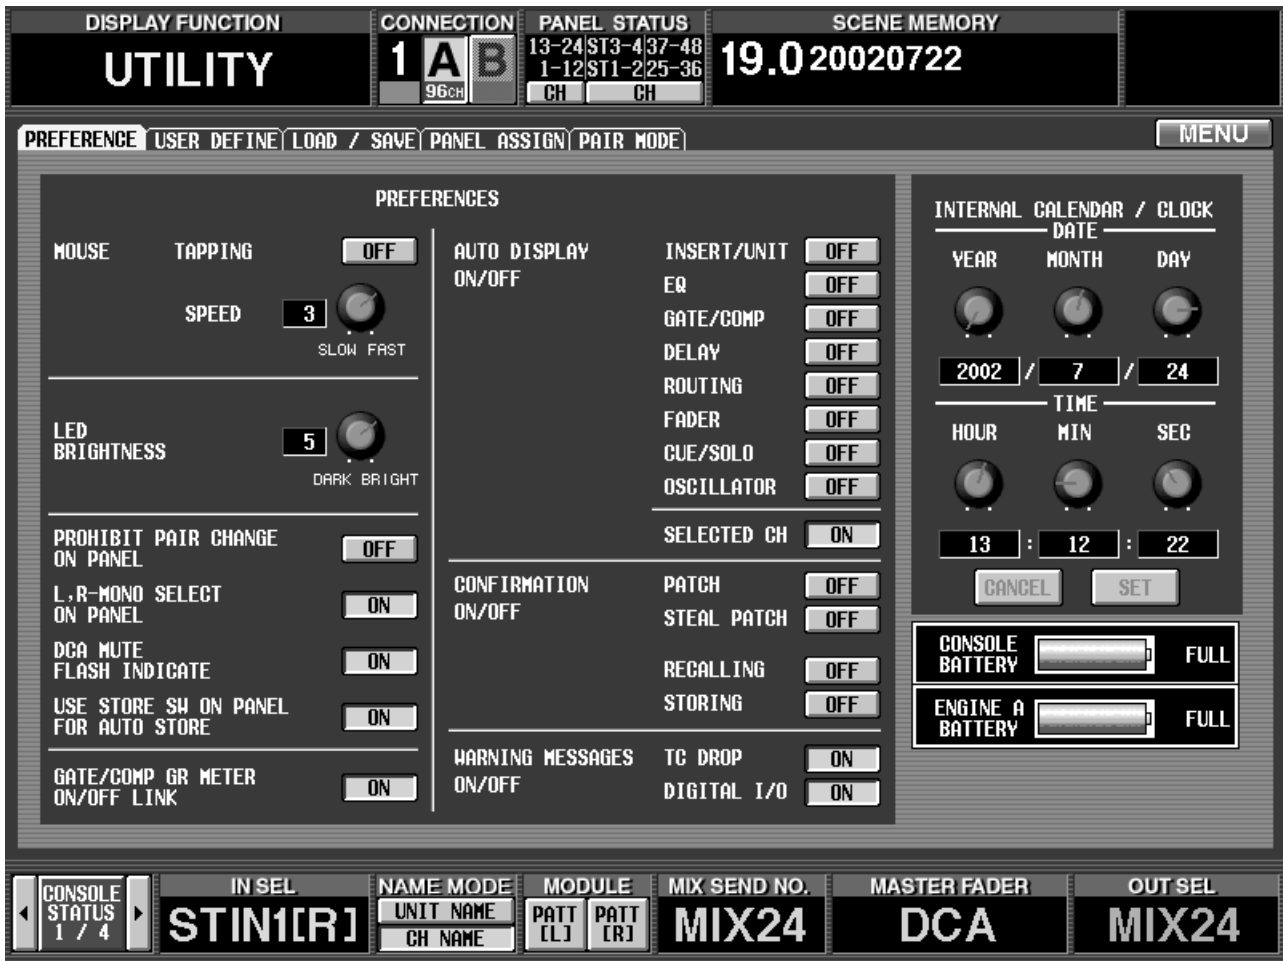 DISPLAY FUNCTION
UTILITY
CONNECTION
1 A B
96CH
PANEL STATUS
13-24 ST3-4 37-48
1-12 ST1-2 25-36
CH CH
SCENE MEMORY
19.0 20020722
PREFERENCE USER DEFINE LOAD / SAVE PANEL ASSIGN PAIR MODE
MENU
PREFERENCES
MOUSE TAPPING OFF
SPEED 3
SLOW FAST
LED
BRIGHTNESS
5
DARK BRIGHT
PROHIBIT PAIR CHANGE
ON PANEL
OFF
L,R-MONO SELECT
ON PANEL
ON
DCA MUTE
FLASH INDICATE
ON
USE STORE SW ON PANEL
FOR AUTO STORE
ON
GATE/COMP GR METER
ON/OFF LINK
ON
AUTO DISPLAY
ON/OFF
INSERT/UNIT OFF
EQ OFF
GATE/COMP OFF
DELAY OFF
ROUTING OFF
FADER OFF
CUE/SOLO OFF
OSCILLATOR OFF
SELECTED CH ON
CONFIRMATION
ON/OFF
PATCH OFF
STEAL PATCH OFF
RECALLING OFF
STORING OFF
WARNING MESSAGES
ON/OFF
TC DROP ON
DIGITAL I/O ON
INTERNAL CALENDAR / CLOCK
DATE
YEAR MONTH DAY
2002 / 7 / 24
TIME
HOUR MIN SEC
13 : 12 : 22
CANCEL SET
CONSOLE
BATTERY
FULL
ENGINE A
BATTERY
FULL
CONSOLE
STATUS
1 / 4
IN SEL
STIN1[R]
NAME MODE
UNIT NAME
CH NAME
MODULE
PATT [L]
PATT [R]
MIX SEND NO.
MIX24
MASTER FADER
DCA
OUT SEL
MIX24